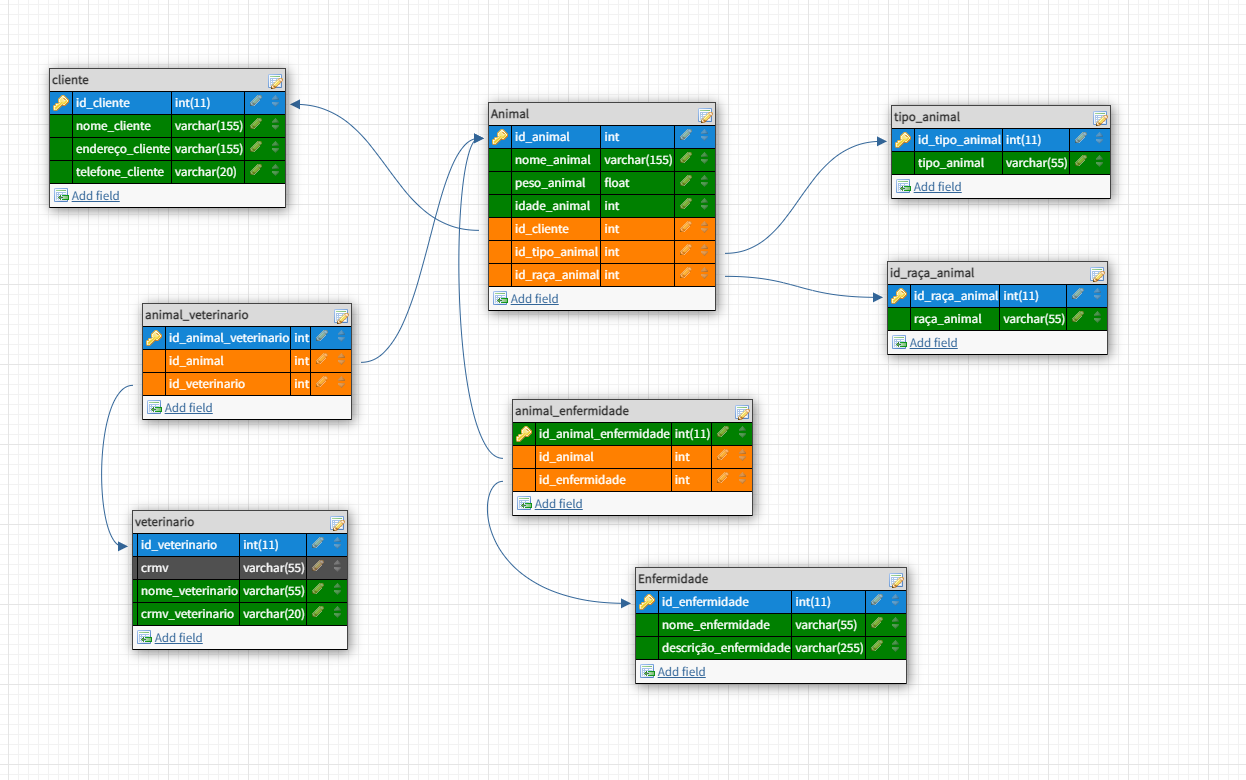 cliente
id_cliente int(11)
nome_cliente varchar(155)
endereço_cliente varchar(155)
telefone_cliente varchar(20)
Add field
Animal
id_animal int
nome_animal varchar(155)
peso_animal float
idade_animal int
id_cliente int
id_tipo_animal int
id_raça_animal int
Add field
tipo_animal
id_tipo_animal int(11)
tipo_animal varchar(55)
Add field
id_raça_animal
id_raça_animal int(11)
raça_animal varchar(55)
Add field
animal_veterinario
id_animal_veterinario int
id_animal int
id_veterinario int
Add field
animal_enfermidade
id_animal_enfermidade int(11)
id_animal int
id_enfermidade int
Add field
veterinario
id_veterinario int(11)
crmv varchar(55)
nome_veterinario varchar(55)
crmv_veterinario varchar(20)
Add field
Enfermidade
id_enfermidade int(11)
nome_enfermidade varchar(55)
descrição_enfermidade varchar(255)
Add field